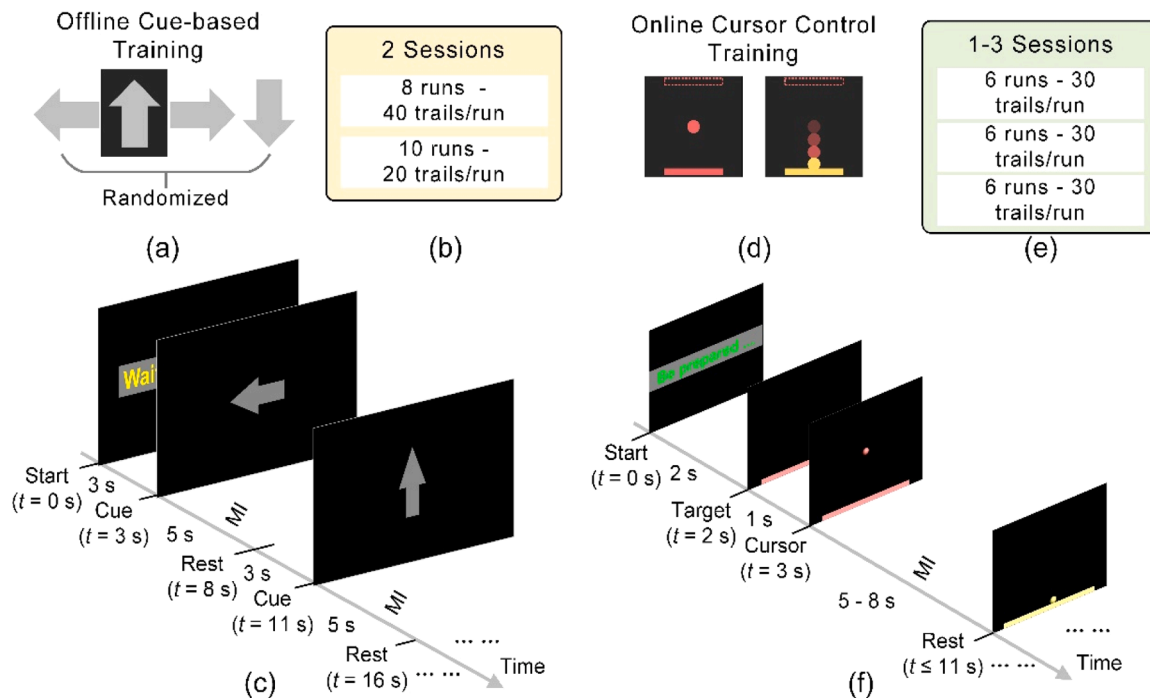 Offline Cue-based
Training
Randomized
(a)
2 Sessions
8 runs -
40 trails/run
10 runs -
20 trails/run
(b)
Online Cursor Control
Training
(d)
1-3 Sessions
6 runs - 30
trails/run
6 runs - 30
trails/run
6 runs - 30
trails/run
(e)
Wait
Start
(t = 0 s)
3 s
Cue
(t = 3 s)
5 s
MI
Rest
(t = 8 s)
3 s
Cue
(t = 11 s)
5 s
MI
Rest
(t = 16 s)
... ...
... ...
Time
(c)
Be prepared ...
Start
(t = 0 s)
2 s
Target
(t = 2 s)
1 s
Cursor
(t = 3 s)
MI
5 - 8 s
Rest
(t ≤ 11 s)
... ...
... ...
Time
(f)